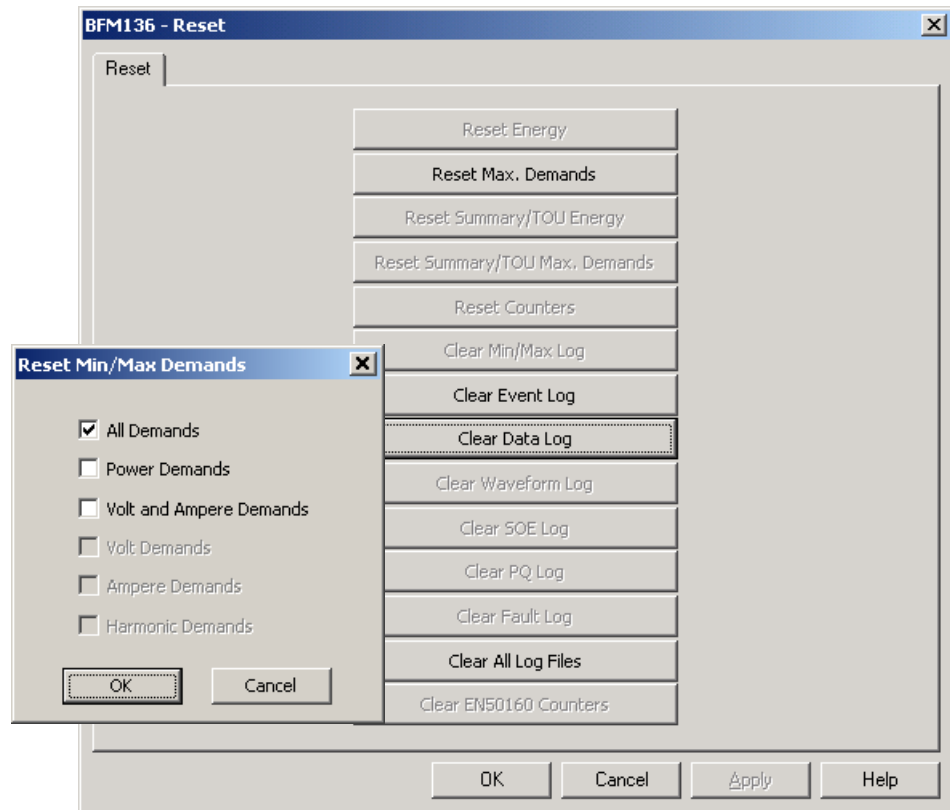 BFM136 - Reset
Reset
Reset Energy
Reset Max. Demands
Reset Summary/TOU Energy
Reset Summary/TOU Max. Demands
Reset Counters
Clear Min/Max Log
Clear Event Log
Clear Data Log
Clear Waveform Log
Clear SOE Log
Clear PQ Log
Clear Fault Log
Clear All Log Files
Clear EN50160 Counters
Reset Min/Max Demands
All Demands
Power Demands
Volt and Ampere Demands
Volt Demands
Ampere Demands
Harmonic Demands
OK Cancel
OK Cancel Apply Help